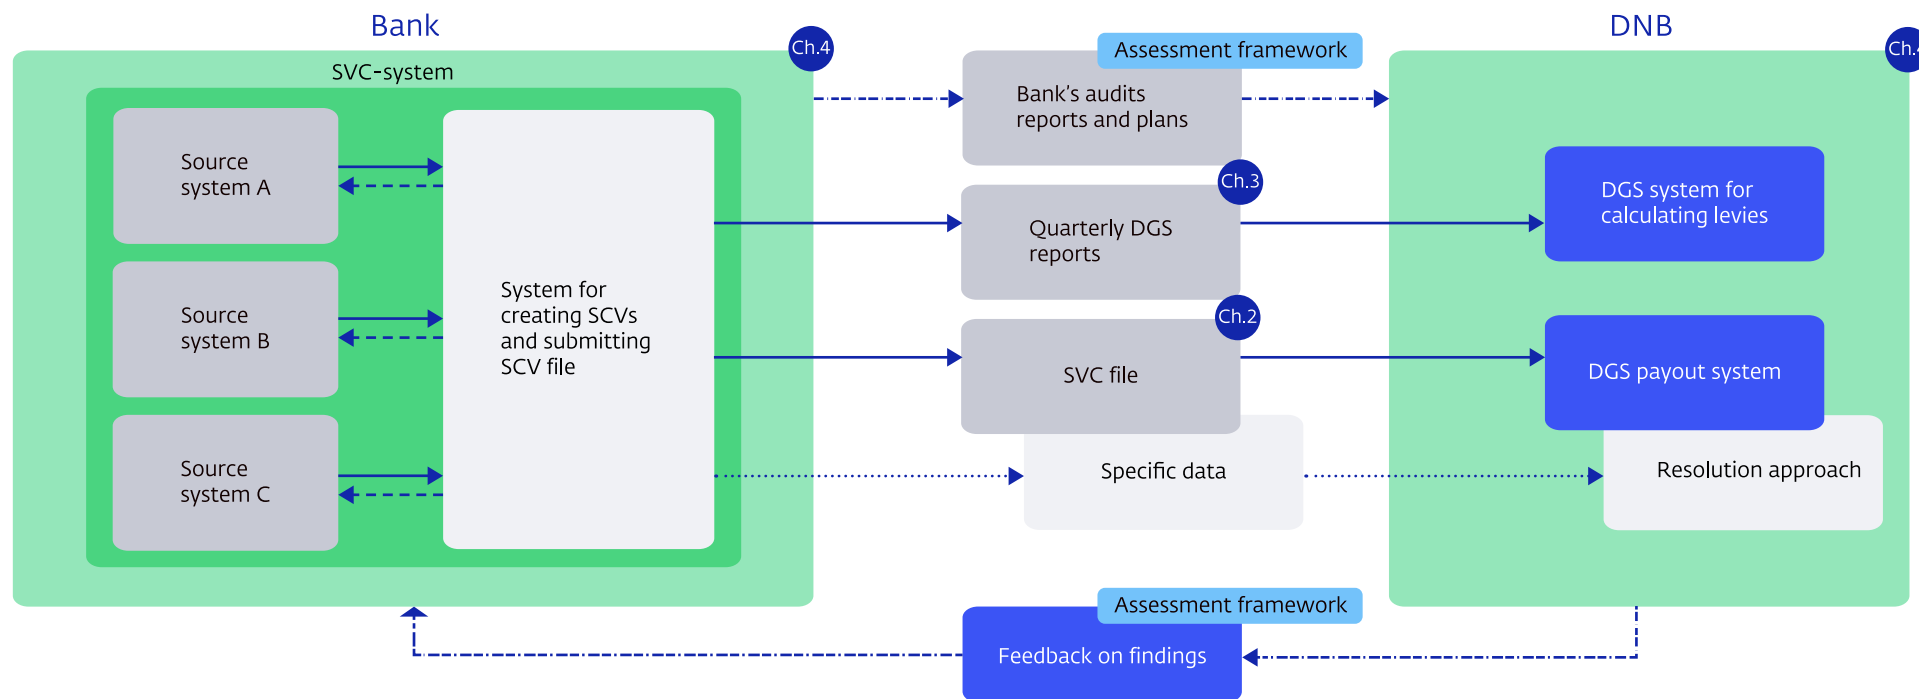 Bank
DNB
Ch.4
Ch.4
SVC-system
Assessment framework
Bank's audits
reports and plans
Source
system A
Ch.3
Quarterly DGS
reports
DGS system for
calculating levies
Source
system B
System for
creating SCVs
and submitting
SCV file
Ch.2
SVC file
DGS payout system
Source
system C
Specific data
Resolution approach
Assessment framework
Feedback on findings